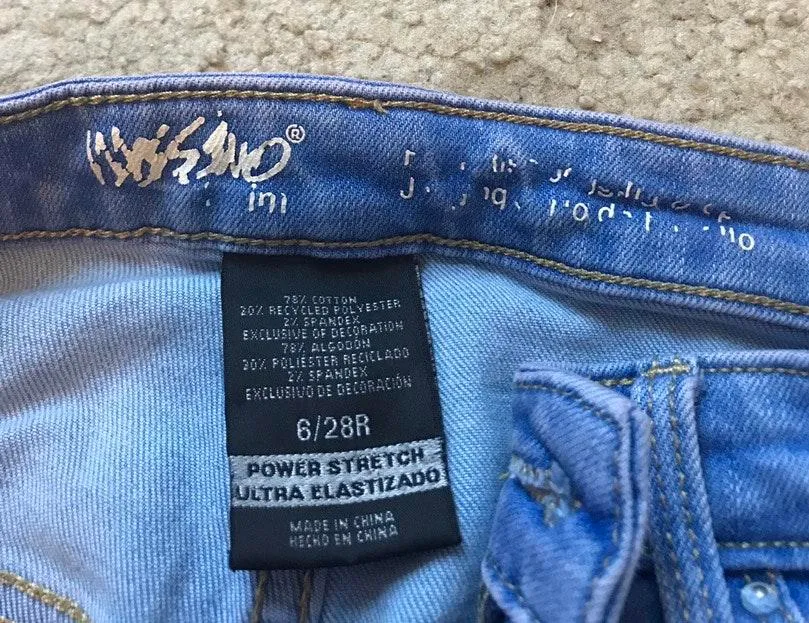 MOSSIMO®
78% COTTON
20% RECYCLED POLYESTER
2% SPANDEX
EXCLUSIVE OF DECORATION
78% ALGODÓN
20% POLIÉSTER RECICLADO
2% SPANDEX
EXCLUSIVO DE DECORACIÓN
6/28R
POWER STRETCH
ULTRA ELASTIZADO
MADE IN CHINA
HECHO EN CHINA